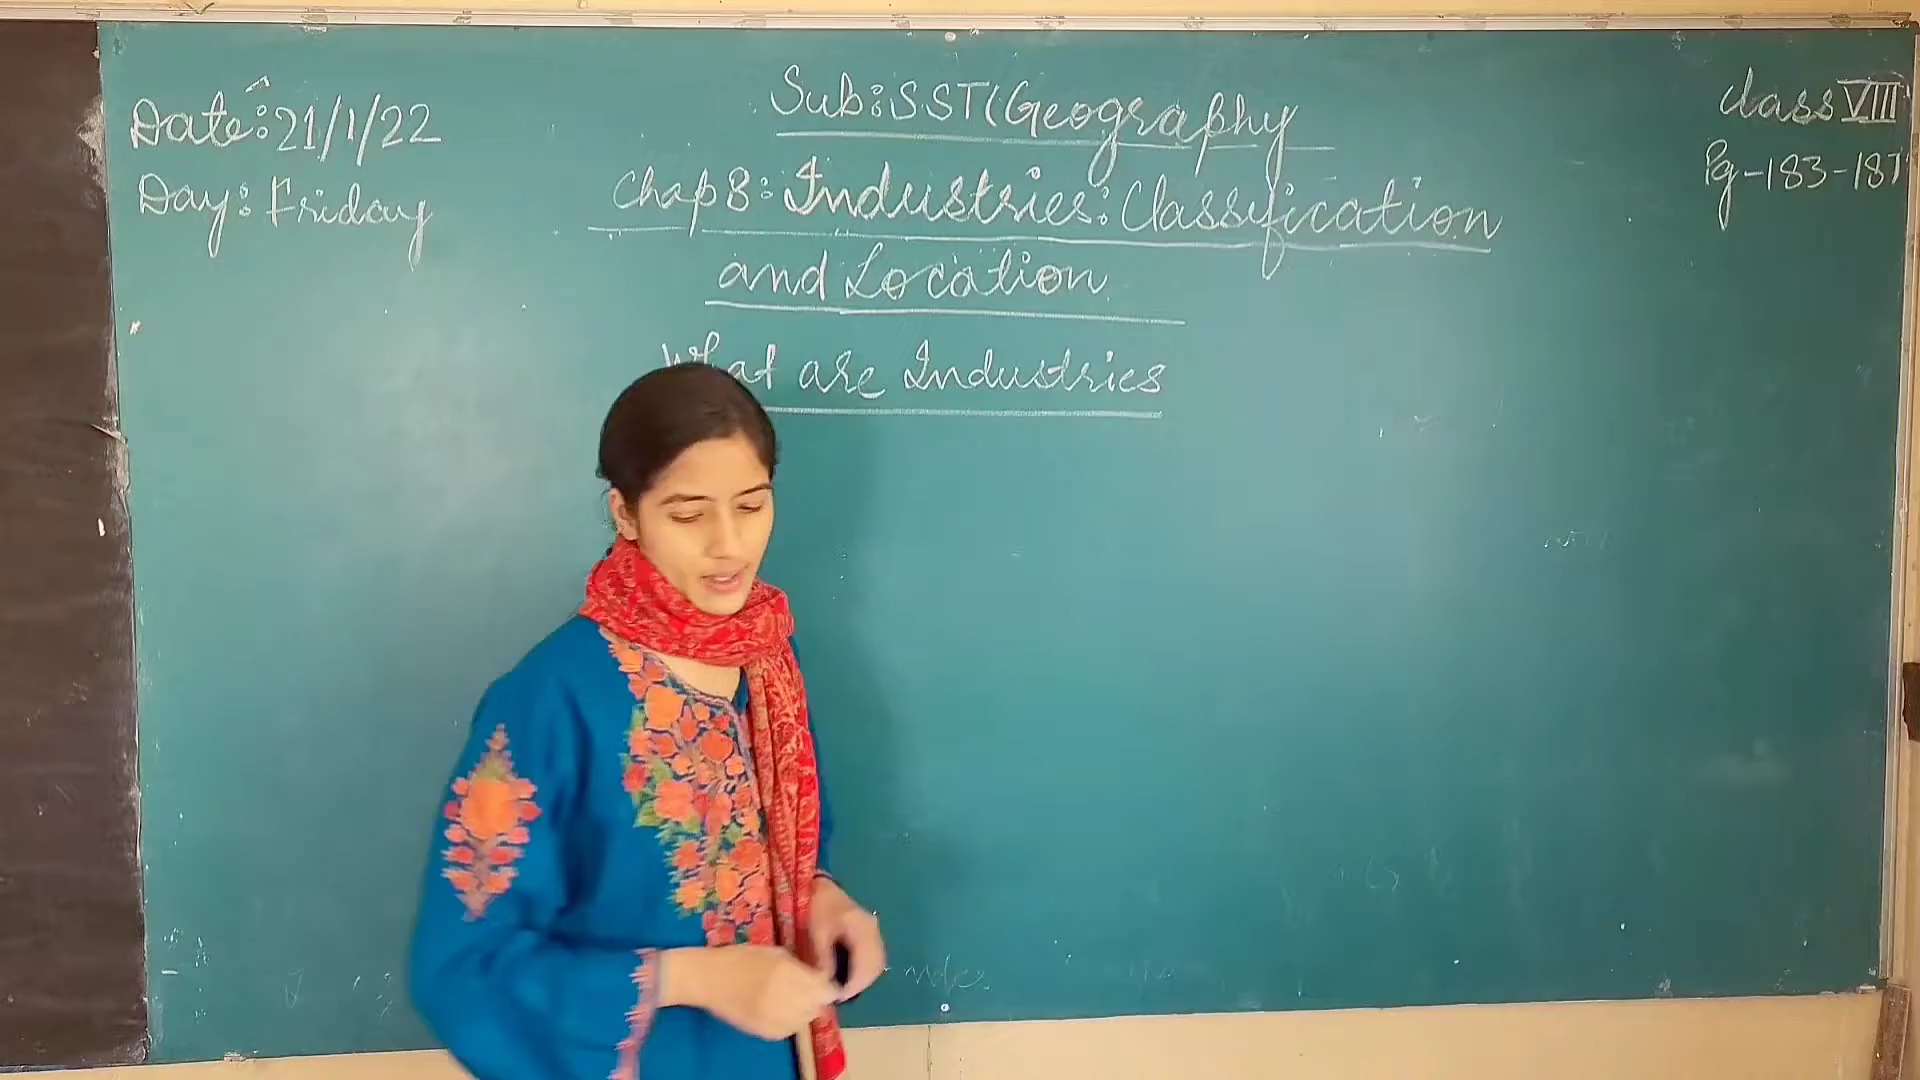 Date:21/1/22
Day: Friday
Sub:SST(Geography
Chap 8: Industries: Classification
and Location
What are Industries
Class VIII
Pg-183-187